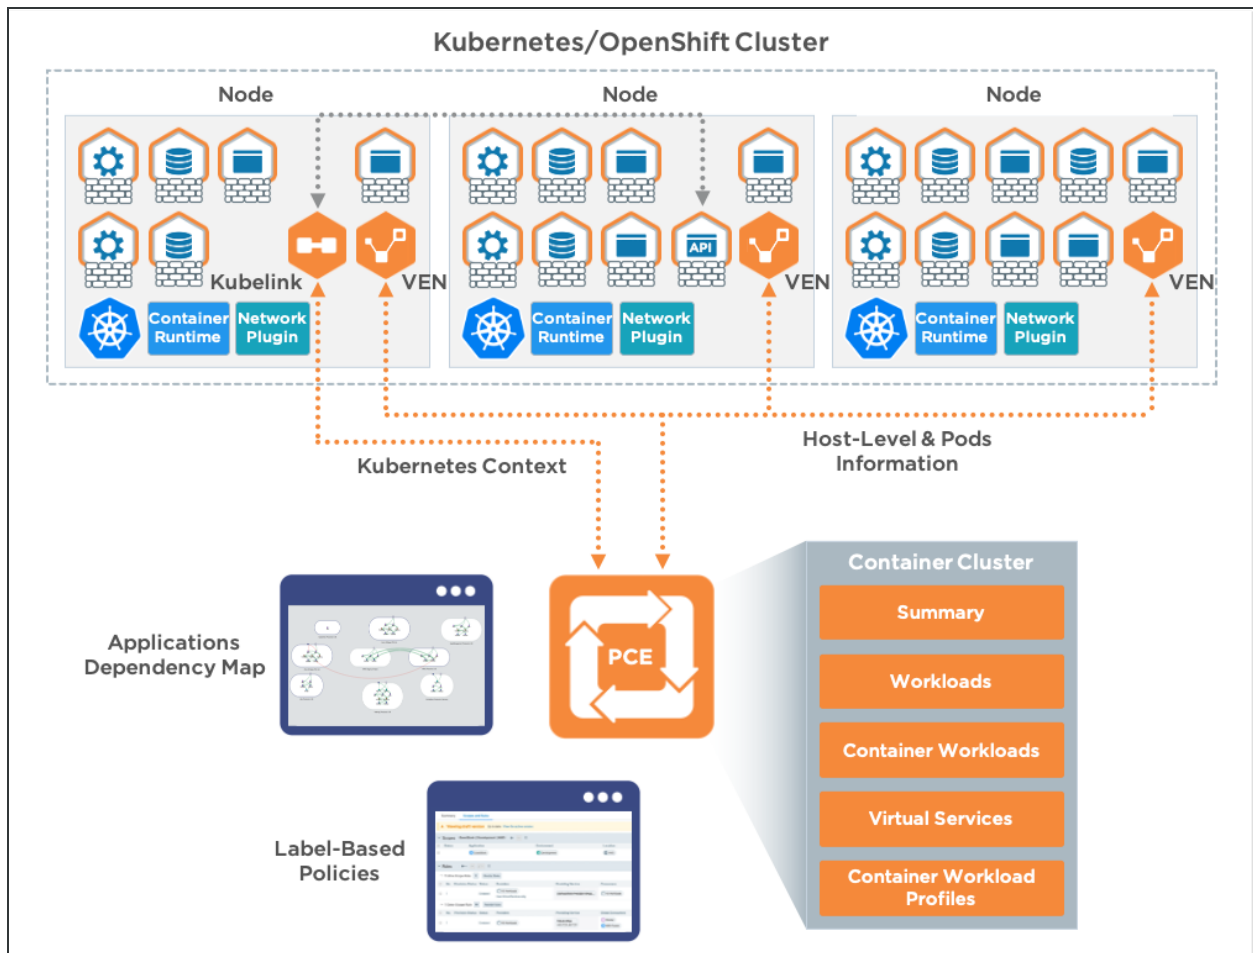 Kubernetes/OpenShift Cluster
Node
Node
Node
API
Kubelink
VEN
VEN
VEN
Container
Runtime
Network
Plugin
Container
Runtime
Network
Plugin
Container
Runtime
Network
Plugin
Host-Level & Pods
Information
Kubernetes Context
Applications
Dependency Map
PCE
Container Cluster
Summary
Workloads
Container Workloads
Virtual Services
Container Workload
Profiles
Label-Based
Policies